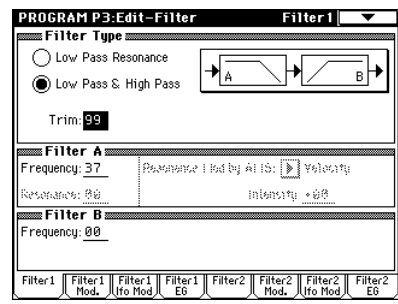 PROGRAM P3:Edit-Filter Filter1
Filter Type
Low Pass Resonance
Low Pass & High Pass
A B
Trim: 99
Filter A
Frequency: 37 Resonance Mod by AMS: Velocity
Resonance: 00 Intensity +00
Filter B
Frequency: 00
Filter1 Filter1 Mod. Filter1 lfo Mod Filter1 EG Filter2 Filter2 Mod. Filter2 lfo Mod Filter2 EG